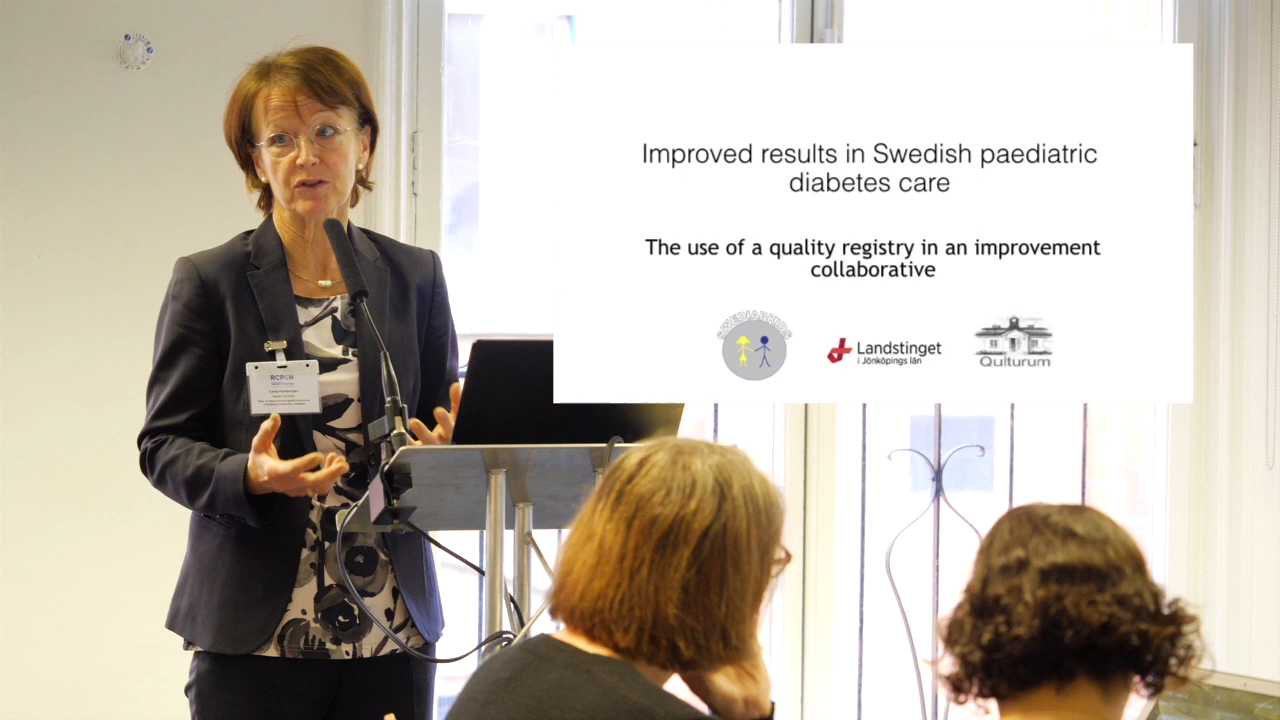 Improved results in Swedish paediatric
diabetes care
The use of a quality registry in an improvement
collaborative
SWEDIABKIDS
Landstinget
i Jönköpings län
Qulturum
RCPCH